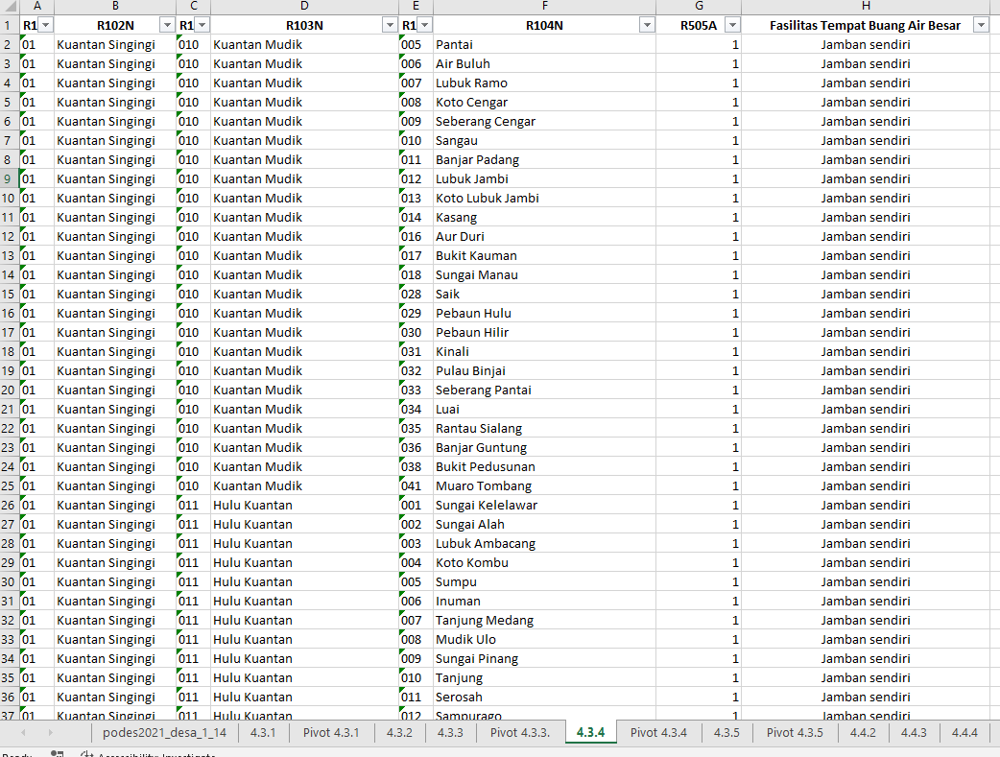 A B C D E F G H
1 R1 R102N R1 R103N R1 R104N R505A Fasilitas Tempat Buang Air Besar
2 01 Kuantan Singingi 010 Kuantan Mudik 005 Pantai 1 Jamban sendiri
3 01 Kuantan Singingi 010 Kuantan Mudik 006 Air Buluh 1 Jamban sendiri
4 01 Kuantan Singingi 010 Kuantan Mudik 007 Lubuk Ramo 1 Jamban sendiri
5 01 Kuantan Singingi 010 Kuantan Mudik 008 Koto Cengar 1 Jamban sendiri
6 01 Kuantan Singingi 010 Kuantan Mudik 009 Seberang Cengar 1 Jamban sendiri
7 01 Kuantan Singingi 010 Kuantan Mudik 010 Sangau 1 Jamban sendiri
8 01 Kuantan Singingi 010 Kuantan Mudik 011 Banjar Padang 1 Jamban sendiri
9 01 Kuantan Singingi 010 Kuantan Mudik 012 Lubuk Jambi 1 Jamban sendiri
10 01 Kuantan Singingi 010 Kuantan Mudik 013 Koto Lubuk Jambi 1 Jamban sendiri
11 01 Kuantan Singingi 010 Kuantan Mudik 014 Kasang 1 Jamban sendiri
12 01 Kuantan Singingi 010 Kuantan Mudik 016 Aur Duri 1 Jamban sendiri
13 01 Kuantan Singingi 010 Kuantan Mudik 017 Bukit Kauman 1 Jamban sendiri
14 01 Kuantan Singingi 010 Kuantan Mudik 018 Sungai Manau 1 Jamban sendiri
15 01 Kuantan Singingi 010 Kuantan Mudik 028 Saik 1 Jamban sendiri
16 01 Kuantan Singingi 010 Kuantan Mudik 029 Pebaun Hulu 1 Jamban sendiri
17 01 Kuantan Singingi 010 Kuantan Mudik 030 Pebaun Hilir 1 Jamban sendiri
18 01 Kuantan Singingi 010 Kuantan Mudik 031 Kinali 1 Jamban sendiri
19 01 Kuantan Singingi 010 Kuantan Mudik 032 Pulau Binjai 1 Jamban sendiri
20 01 Kuantan Singingi 010 Kuantan Mudik 033 Seberang Pantai 1 Jamban sendiri
21 01 Kuantan Singingi 010 Kuantan Mudik 034 Luai 1 Jamban sendiri
22 01 Kuantan Singingi 010 Kuantan Mudik 035 Rantau Sialang 1 Jamban sendiri
23 01 Kuantan Singingi 010 Kuantan Mudik 036 Banjar Guntung 1 Jamban sendiri
24 01 Kuantan Singingi 010 Kuantan Mudik 038 Bukit Pedusunan 1 Jamban sendiri
25 01 Kuantan Singingi 010 Kuantan Mudik 041 Muaro Tombang 1 Jamban sendiri
26 01 Kuantan Singingi 011 Hulu Kuantan 001 Sungai Kelelawar 1 Jamban sendiri
27 01 Kuantan Singingi 011 Hulu Kuantan 002 Sungai Alah 1 Jamban sendiri
28 01 Kuantan Singingi 011 Hulu Kuantan 003 Lubuk Ambacang 1 Jamban sendiri
29 01 Kuantan Singingi 011 Hulu Kuantan 004 Koto Kombu 1 Jamban sendiri
30 01 Kuantan Singingi 011 Hulu Kuantan 005 Sumpu 1 Jamban sendiri
31 01 Kuantan Singingi 011 Hulu Kuantan 006 Inuman 1 Jamban sendiri
32 01 Kuantan Singingi 011 Hulu Kuantan 007 Tanjung Medang 1 Jamban sendiri
33 01 Kuantan Singingi 011 Hulu Kuantan 008 Mudik Ulo 1 Jamban sendiri
34 01 Kuantan Singingi 011 Hulu Kuantan 009 Sungai Pinang 1 Jamban sendiri
35 01 Kuantan Singingi 011 Hulu Kuantan 010 Tanjung 1 Jamban sendiri
36 01 Kuantan Singingi 011 Hulu Kuantan 011 Serosah 1 Jamban sendiri
37 01 Kuantan Singingi 011 Hulu Kuantan 012 Sampurago 1 Jamban sendiri
podes2021_desa_1_14 4.3.1 Pivot 4.3.1 4.3.2 4.3.3 Pivot 4.3.3. 4.3.4 Pivot 4.3.4 4.3.5 Pivot 4.3.5 4.4.2 4.4.3 4.4.4
Ready Accessibility: Investigate